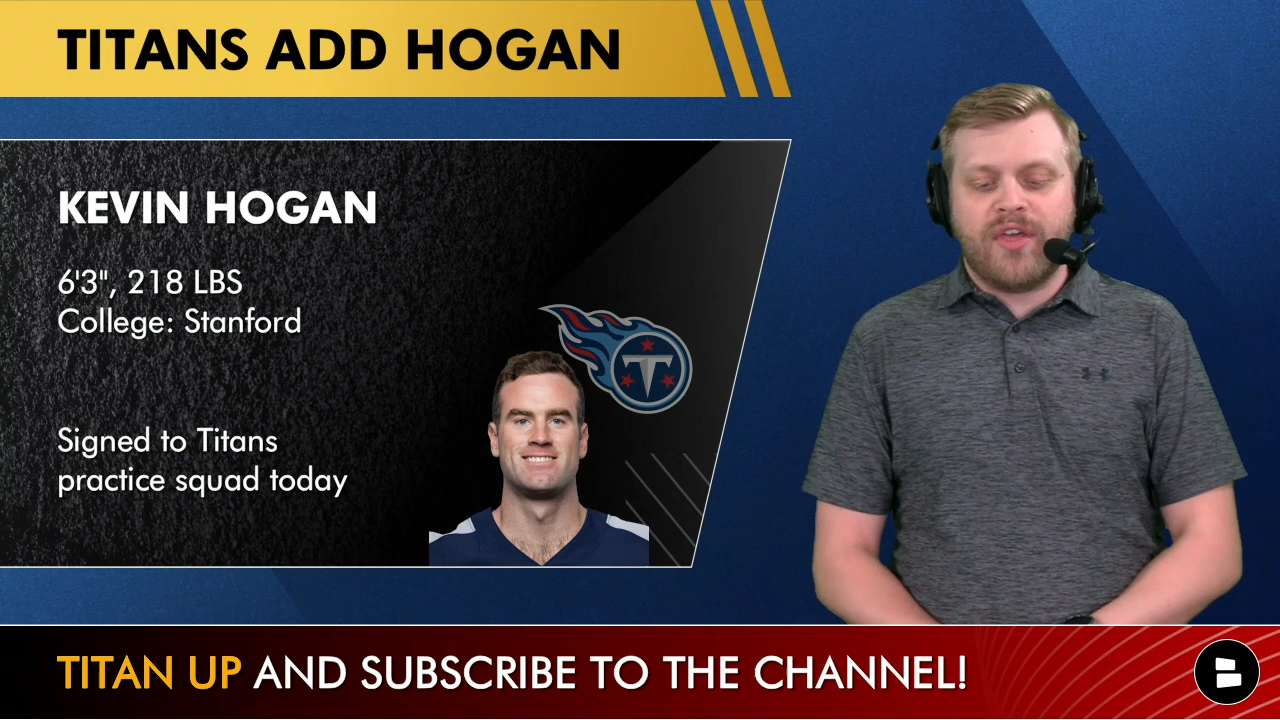 TITANS ADD HOGAN
KEVIN HOGAN
6'3", 218 LBS
College: Stanford
Signed to Titans
practice squad today
T
TITAN UP AND SUBSCRIBE TO THE CHANNEL!